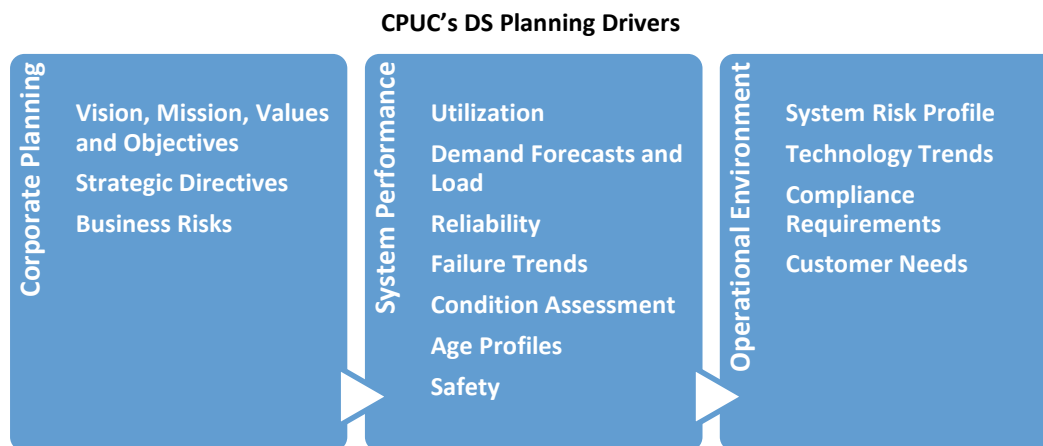 CPUC's DS Planning Drivers
Corporate Planning
Vision, Mission, Values
and Objectives
Strategic Directives
Business Risks
System Performance
Utilization
Demand Forecasts and
Load
Reliability
Failure Trends
Condition Assessment
Age Profiles
Safety
Operational Environment
System Risk Profile
Technology Trends
Compliance
Requirements
Customer Needs